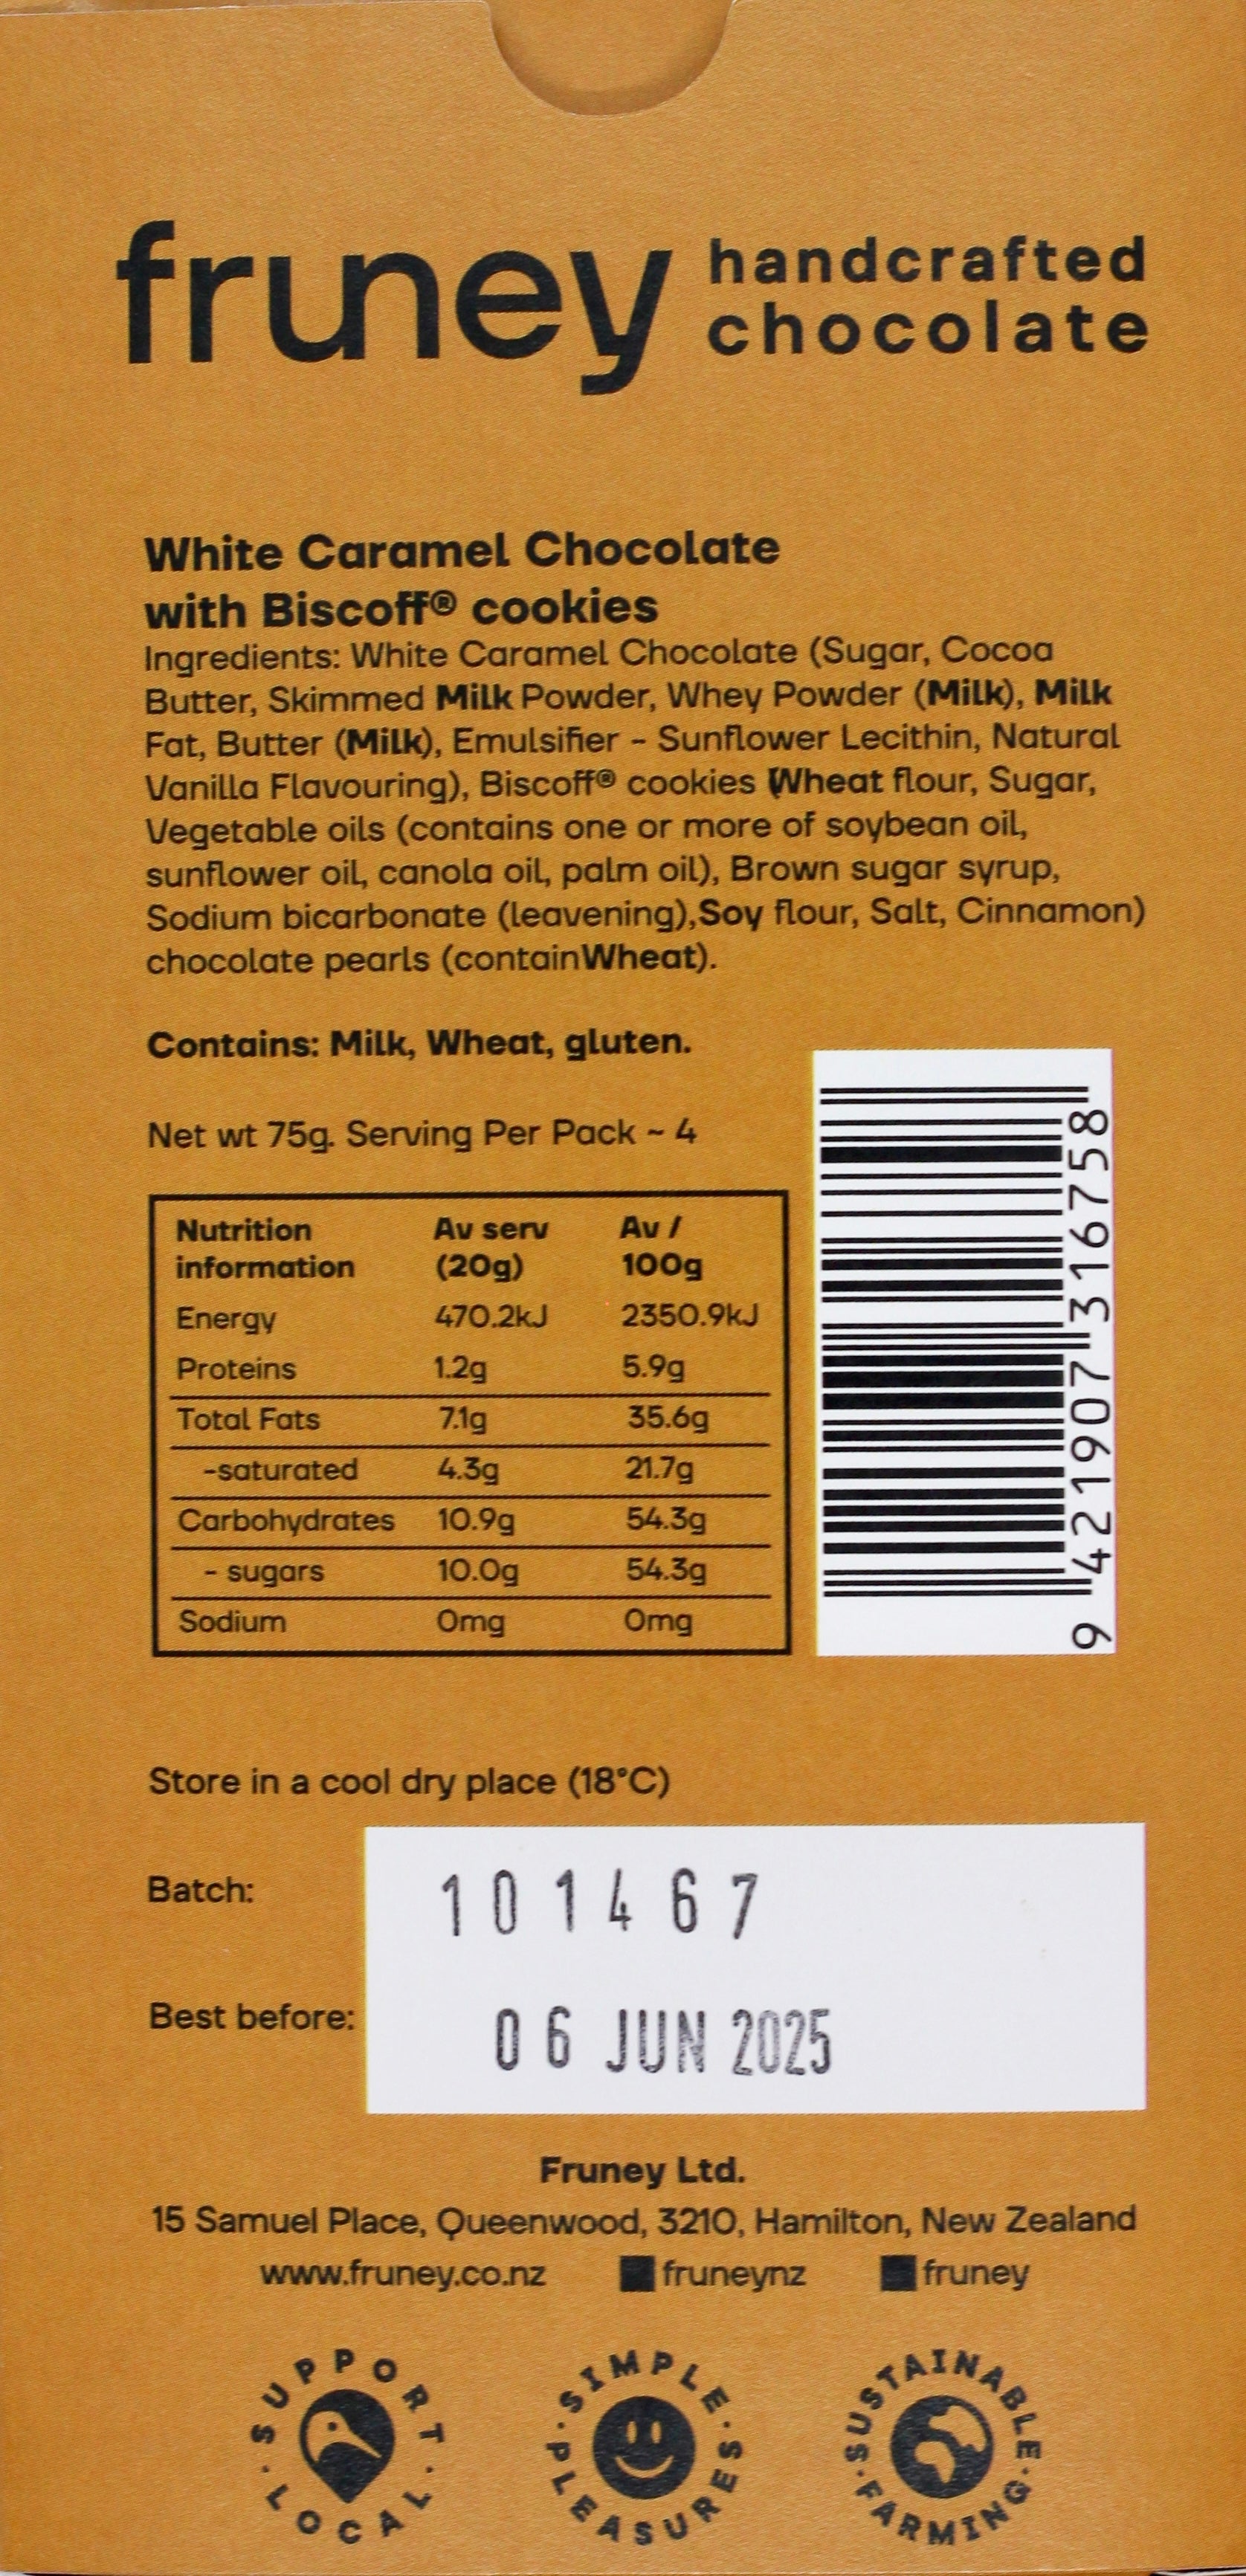 fruney handcrafted
chocolate
White Caramel Chocolate
with Biscoff® cookies
Ingredients: White Caramel Chocolate (Sugar, Cocoa
Butter, Skimmed Milk Powder, Whey Powder (Milk), Milk
Fat, Butter (Milk), Emulsifier - Sunflower Lecithin, Natural
Vanilla Flavouring), Biscoff® cookies (Wheat flour, Sugar,
Vegetable oils (contains one or more of soybean oil,
sunflower oil, canola oil, palm oil), Brown sugar syrup,
Sodium bicarbonate (leavening),Soy flour, Salt, Cinnamon)
chocolate pearls (containWheat).
Contains: Milk, Wheat, gluten.
Net wt 75g. Serving Per Pack ~ 4
Nutrition Av serv Av /
information (20g) 100g
Energy 470.2kJ 2350.9kJ
Proteins 1.2g 5.9g
Total Fats 7.1g 35.6g
-saturated 4.3g 21.7g
Carbohydrates 10.9g 54.3g
- sugars 10.0g 54.3g
Sodium 0mg 0mg
9 421907 316758
Store in a cool dry place (18°C)
Batch: 101467
Best before: 06 JUN 2025
Fruney Ltd.
15 Samuel Place, Queenwood, 3210, Hamilton, New Zealand
www.fruney.co.nz fruneynz fruney
SUPPORT · LOCAL ·
SIMPLE · PLEASURES ·
SUSTAINABLE · FARMING ·